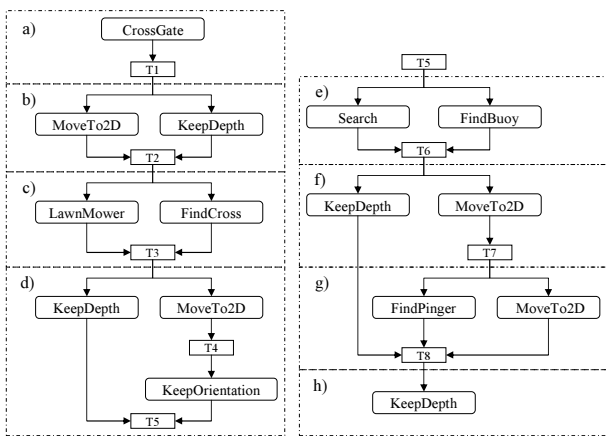 a)
CrossGate
T1
b)
MoveTo2D KeepDepth
T2
c)
LawnMower FindCross
T3
d)
KeepDepth MoveTo2D
T4
KeepOrientation
T5
T5
e)
Search FindBuoy
T6
f)
KeepDepth MoveTo2D
T7
g)
FindPinger MoveTo2D
T8
h)
KeepDepth